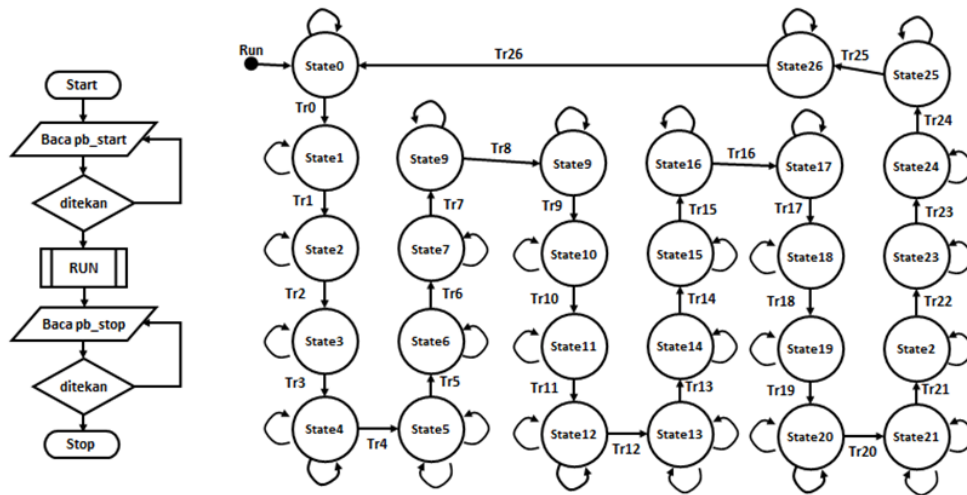 Start
Baca pb_start
ditekan
RUN
Baca pb_stop
ditekan
Stop
Run
State0
Tr0
State1
Tr1
State2
Tr2
State3
Tr3
State4
Tr4
State5
Tr5
State6
Tr6
State7
Tr7
State9
Tr8
State9
Tr9
State10
Tr10
State11
Tr11
State12
Tr12
State13
Tr13
State14
Tr14
State15
Tr15
State16
Tr16
State17
Tr17
State18
Tr18
State19
Tr19
State20
Tr20
State21
Tr21
State2
Tr22
State23
Tr23
State24
Tr24
State25
Tr25
State26
Tr26